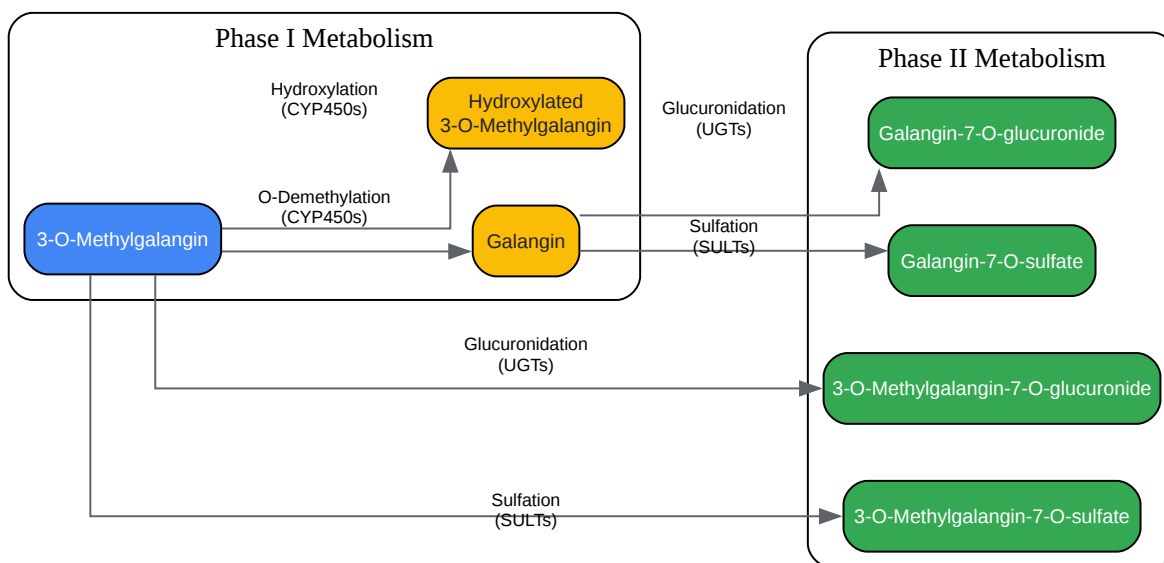 Phase I Metabolism
Phase II Metabolism
Hydroxylation
(CYP450s)
Hydroxylated
3-O-Methylgalangin
Glucuronidation
(UGTs)
Galangin-7-O-glucuronide
O-Demethylation
(CYP450s)
3-O-Methylgalangin
Galangin
Sulfation
(SULTs)
Galangin-7-O-sulfate
Glucuronidation
(UGTs)
3-O-Methylgalangin-7-O-glucuronide
Sulfation
(SULTs)
3-O-Methylgalangin-7-O-sulfate